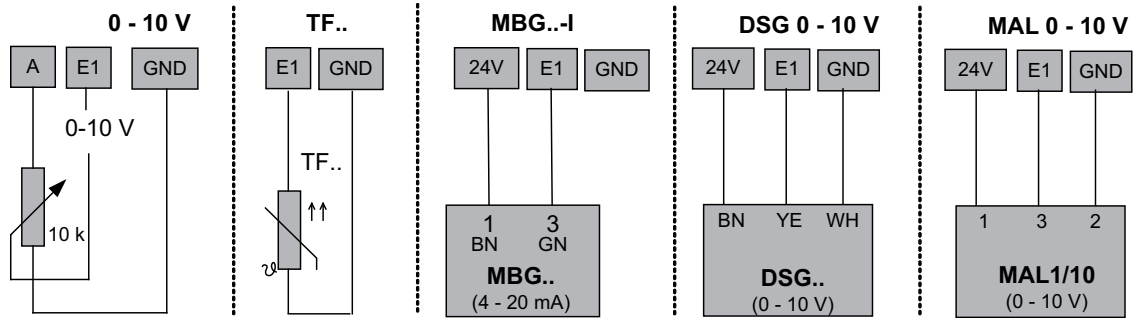 0 - 10 V
A E1 GND
0-10 V
10 k
TF..
E1 GND
TF..
↑↑
ϑ
MBG..-I
24V E1 GND
1 3
BN GN
MBG..
(4 - 20 mA)
DSG 0 - 10 V
24V E1 GND
BN YE WH
DSG..
(0 - 10 V)
MAL 0 - 10 V
24V E1 GND
1 3 2
MAL1/10
(0 - 10 V)